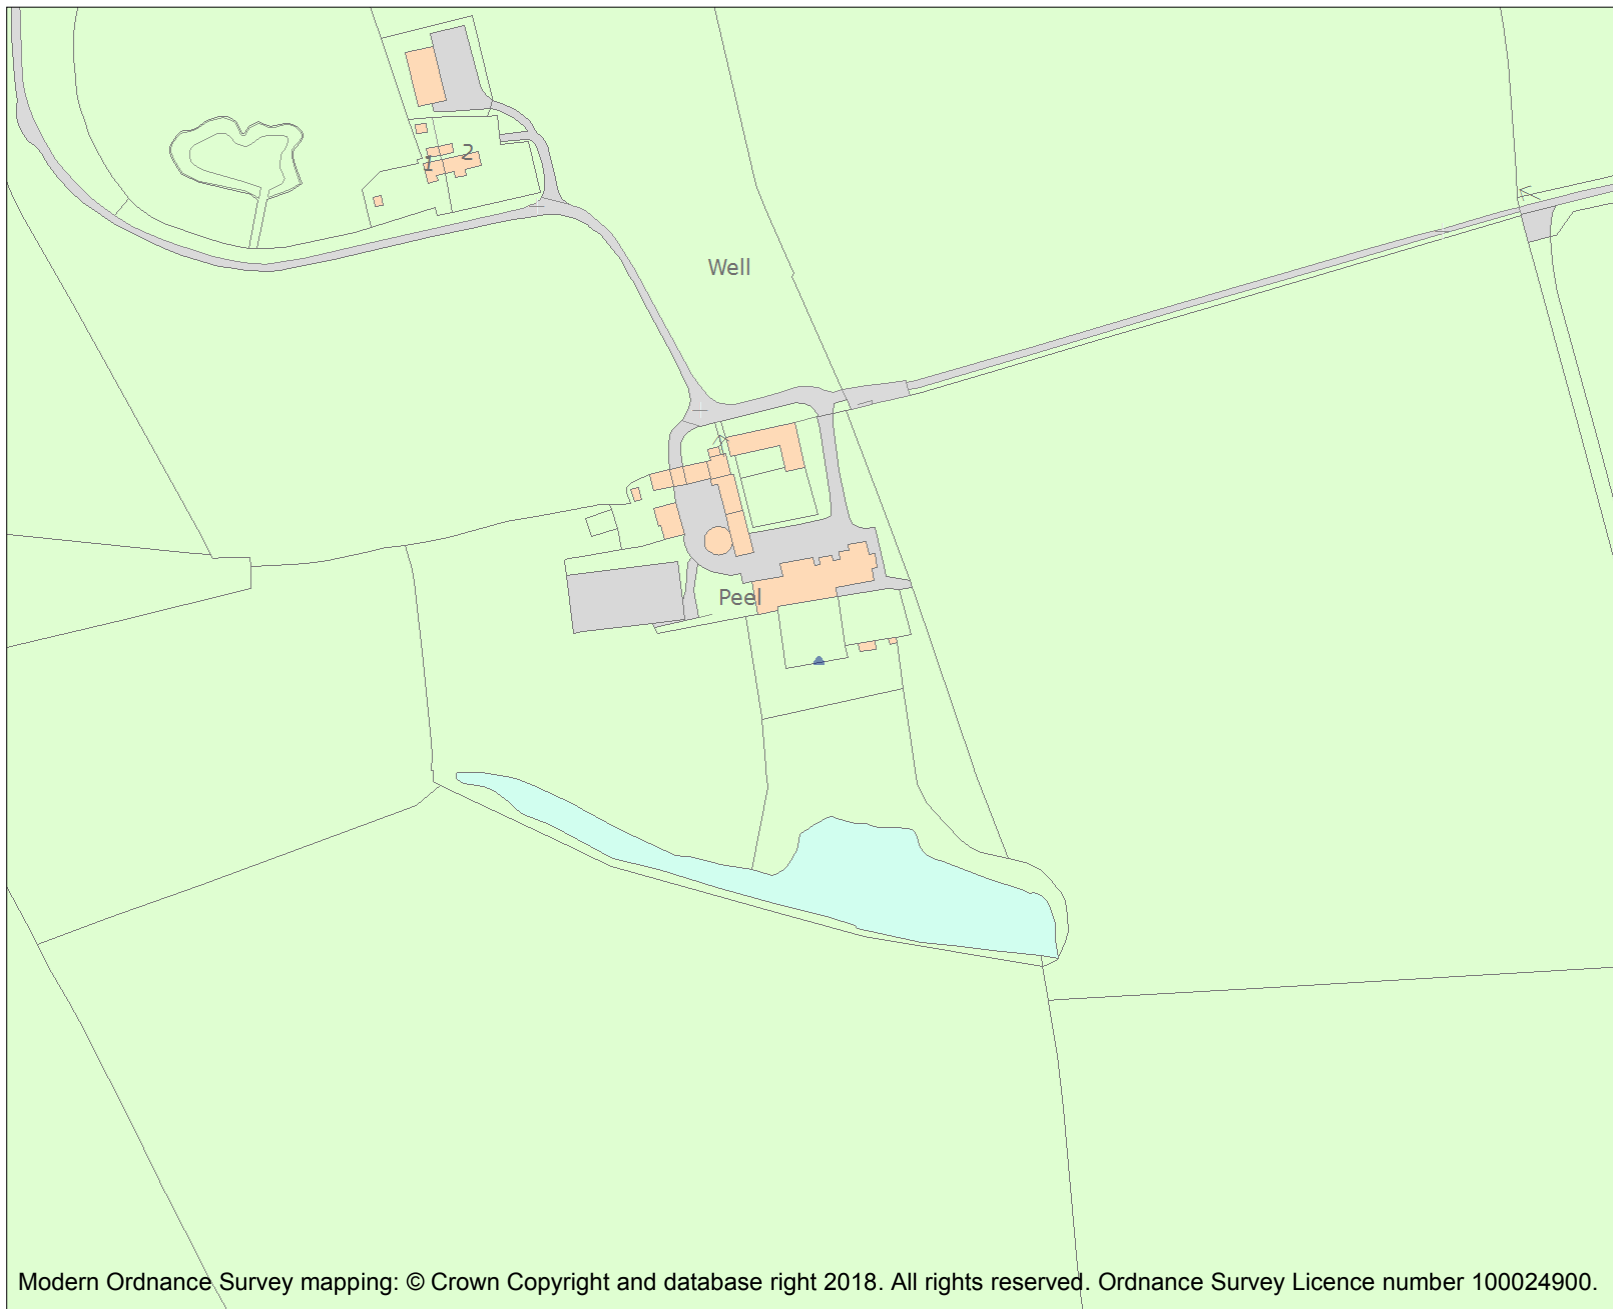 1 2
Well
Peel
Modern Ordnance Survey mapping: © Crown Copyright and database right 2018. All rights reserved. Ordnance Survey Licence number 100024900.